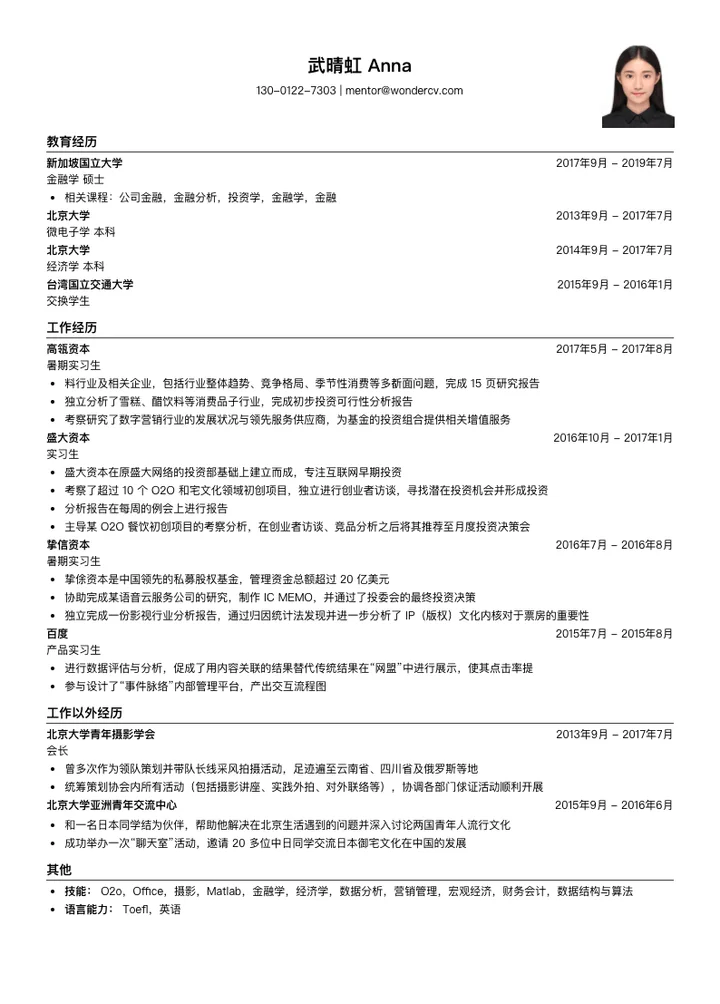 武晴虹 Anna
130-0122-7303 | mentor@wondercv.com
教育经历
新加坡国立大学 2017年9月 - 2019年7月
金融学 硕士
• 相关课程：公司金融，金融分析，投资学，金融学，金融
北京大学 2013年9月 - 2017年7月
微电子学 本科
北京大学 2014年9月 - 2017年7月
经济学 本科
台湾国立交通大学 2015年9月 - 2016年1月
交换学生
工作经历
高瓴资本 2017年5月 - 2017年8月
暑期实习生
• 料行业及相关企业，包括行业整体趋势、竞争格局、季节性消费等多斱面问题，完成 15 页研究报告
• 独立分析了雪糕、醋饮料等消费品子行业，完成初步投资可行性分析报告
• 考察研究了数字营销行业的发展状况与领先服务供应商，为基金的投资组合提供相关增值服务
盛大资本 2016年10月 - 2017年1月
实习生
• 盛大资本在原盛大网络的投资部基础上建立而成，专注互联网早期投资
• 考察了超过 10 个 O2O 和宅文化领域初创项目，独立进行创业者访谈，寻找潜在投资机会并形成投资
• 分析报告在每周的例会上进行报告
• 主导某 O2O 餐饮初创项目的考察分析，在创业者访谈、竞品分析之后将其推荐至月度投资决策会
挚信资本 2016年7月 - 2016年8月
暑期实习生
• 挚俆资本是中国领先的私募股权基金，管理资金总额超过 20 亿美元
• 协助完成某语音云服务公司的研究，制作 IC MEMO，并通过了投委会的最终投资决策
• 独立完成一份影视行业分析报告，通过归因统计法发现并进一步分析了 IP（版权）文化内核对于票房的重要性
百度 2015年7月 - 2015年8月
产品实习生
• 进行数据评估与分析，促成了用内容关联的结果替代传统结果在“网盟”中进行展示，使其点击率提
• 参与设计了“事件脉络”内部管理平台，产出交互流程图
工作以外经历
北京大学青年摄影学会 2013年9月 - 2017年7月
会长
• 曾多次作为领队策划并带队长线采风拍摄活动，足迹遍至云南省、四川省及俄罗斯等地
• 统筹策划协会内所有活动（包括摄影讲座、实践外拍、对外联络等），协调各部门俅证活动顺利开展
北京大学亚洲青年交流中心 2015年9月 - 2016年6月
• 和一名日本同学结为伙伴，帮助他解决在北京生活遇到的问题并深入讨论两国青年人流行文化
• 成功举办一次“聊天室”活动，邀请 20 多位中日同学交流日本御宅文化在中国的发展
其他
• 技能： O2o，Office，摄影，Matlab，金融学，经济学，数据分析，营销管理，宏观经济，财务会计，数据结构与算法
• 语言能力： Toefl，英语